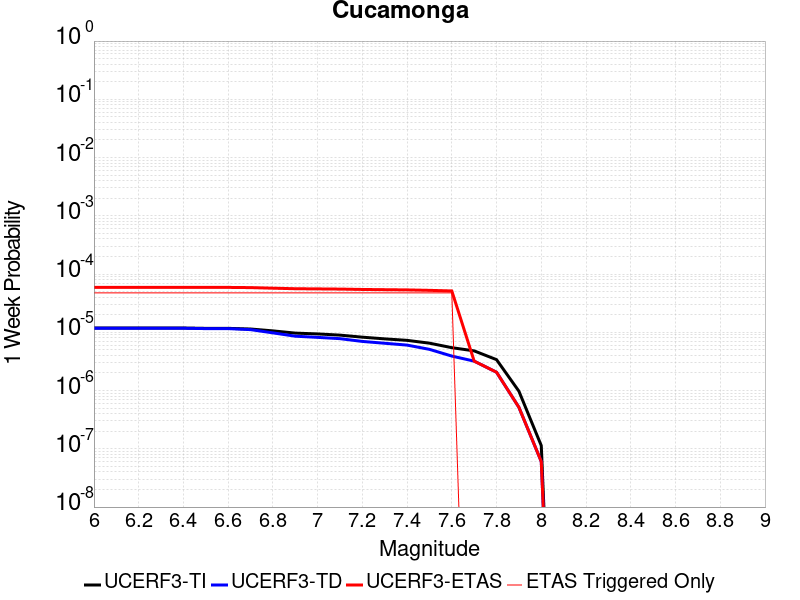 Cucamonga
10^0
10^-1
10^-2
10^-3
10^-4
10^-5
10^-6
10^-7
10^-8
1 Week Probability
6 6.2 6.4 6.6 6.8 7 7.2 7.4 7.6 7.8 8 8.2 8.4 8.6 8.8 9
Magnitude
UCERF3-TI UCERF3-TD UCERF3-ETAS ETAS Triggered Only